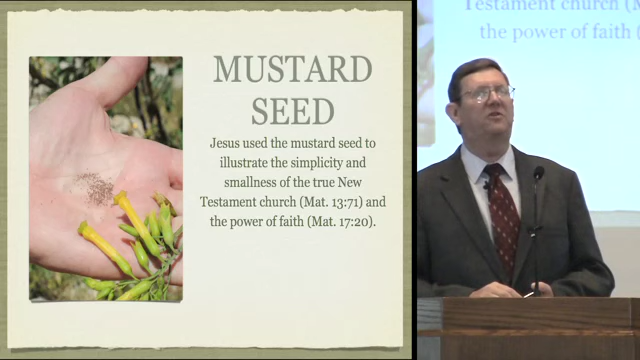 MUSTARD
SEED
Jesus used the mustard seed to
illustrate the simplicity and
smallness of the true New
Testament church (Mat. 13:71) and
the power of faith (Mat. 17:20).
Testament church (M
the power of faith (